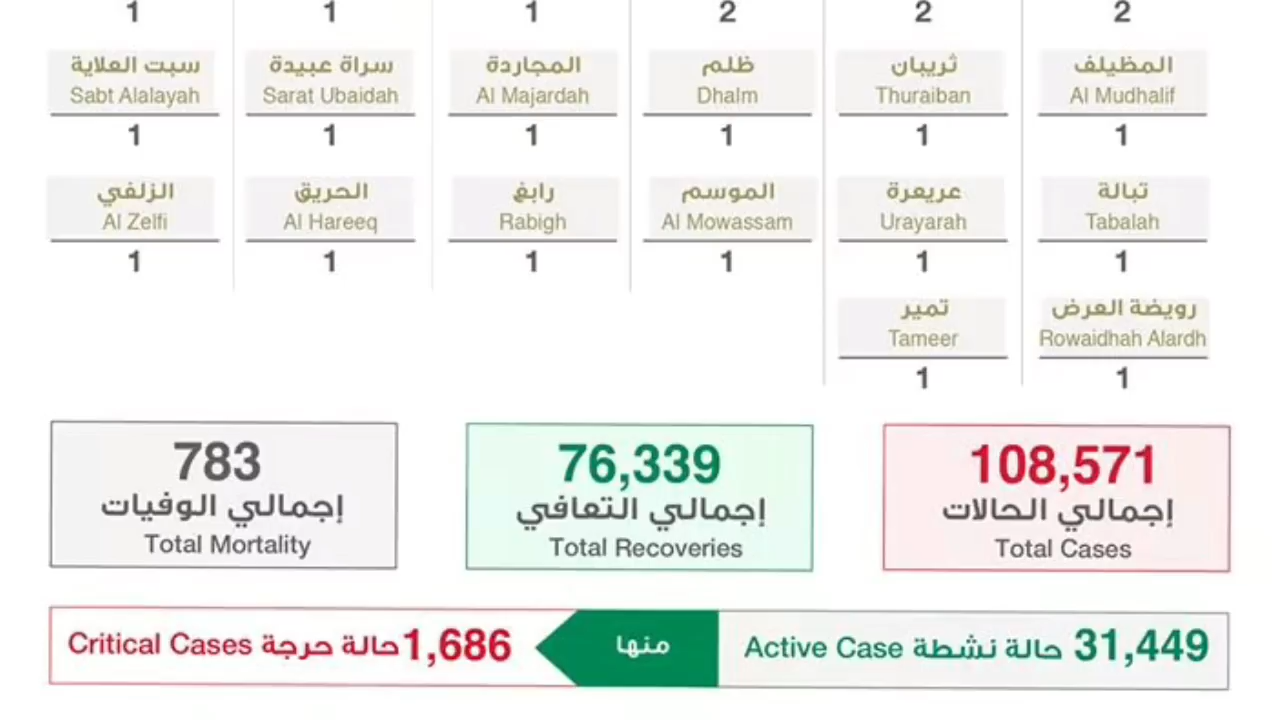 1 1 1 2 2 2
سبت العلاية سراة عبيدة المجاردة ظلم ثريبان المظيلف
Sabt Alalayah Sarat Ubaidah Al Majardah Dhalm Thuraiban Al Mudhalif
1 1 1 1 1 1
الزلفي الحريق رابغ الموسم عريعرة تبالة
Al Zelfi Al Hareeq Rabigh Al Mowassam Urayarah Tabalah
1 1 1 1 1 1
تمير رويضة العرض
Tameer Rowaidhah Alardh
1 1
783 76,339 108,571
إجمالي الوفيات إجمالي التعافي إجمالي الحالات
Total Mortality Total Recoveries Total Cases
31,449 حالة نشطة Active Case منها 1,686 حالة حرجة Critical Cases